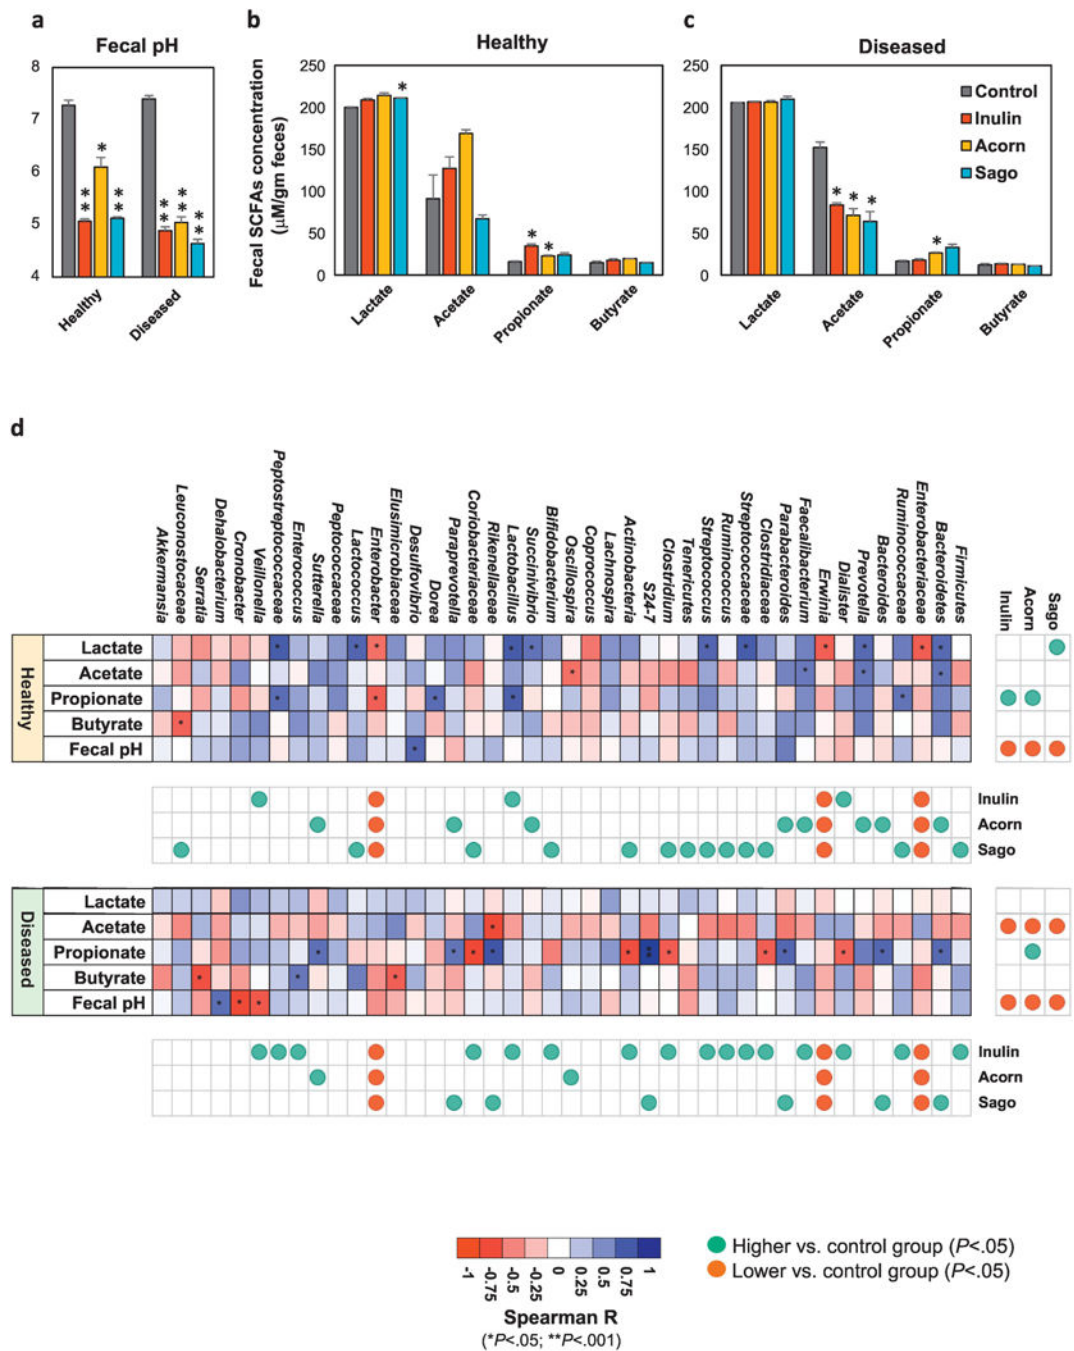 a
b
c
Fecal pH
Healthy
Diseased
8
7
6
5
4
*
**
**
**
**
**
Healthy
Diseased
Fecal SCFAs concentration
(µM/gm feces)
250
200
150
100
50
0
*
*
*
Lactate
Acetate
Propionate
Butyrate
250
200
150
100
50
0
*
*
*
*
Lactate
Acetate
Propionate
Butyrate
Control
Inulin
Acorn
Sago
d
Akkermansia
Leuconostocaceae
Serratia
Dehalobacterium
Cronobacter
Veillonella
Peptostreptococcaceae
Enterococcus
Sutterella
Peptococcaceae
Lactococcus
Enterobacter
Elusimicrobiaceae
Desulfovibrio
Dorea
Paraprevotella
Coriobacteriaceae
Rikenellaceae
Lactobacillus
Succinivibrio
Bifidobacterium
Oscillospira
Coprococcus
Lachnospira
Actinobacteria
S24-7
Clostridium
Tenericutes
Ruminococcus
Streptococcus
Streptococcaceae
Clostridiaceae
Parabacteroides
Faecalibacterium
Erwinia
Dialister
Prevotella
Bacteroides
Ruminococcaceae
Enterobacteriaceae
Bacteroidetes
Firmicutes
Inulin
Acorn
Sago
Healthy
Lactate
Acetate
Propionate
Butyrate
Fecal pH
Inulin
Acorn
Sago
Diseased
Lactate
Acetate
Propionate
Butyrate
Fecal pH
Inulin
Acorn
Sago
-1
-0.75
-0.5
-0.25
0
0.25
0.5
0.75
1
Spearman R
(*P<.05; **P<.001)
Higher vs. control group (P<.05)
Lower vs. control group (P<.05)